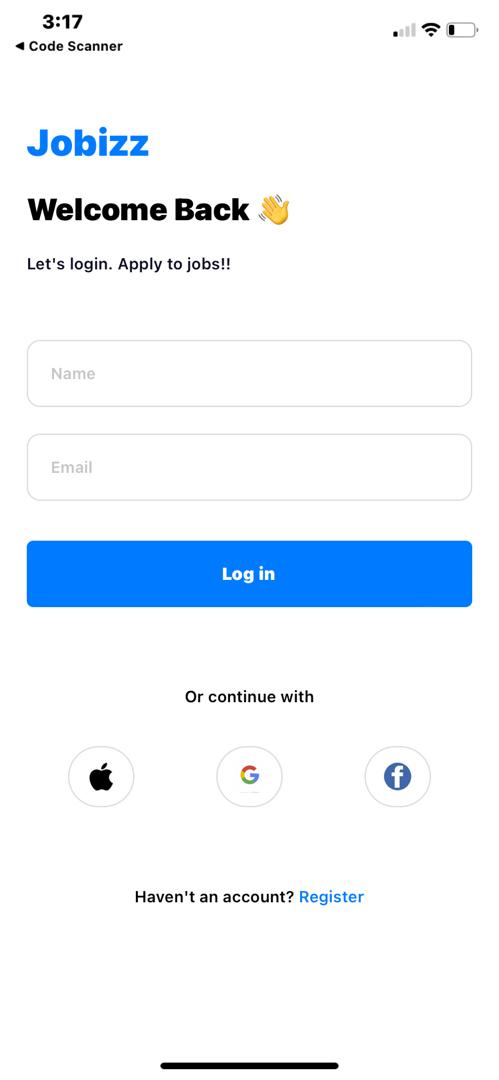 3:17
◀ Code Scanner
Jobizz
Welcome Back 👋
Let's login. Apply to jobs!!
Name
Email
Log in
Or continue with
Haven't an account? Register